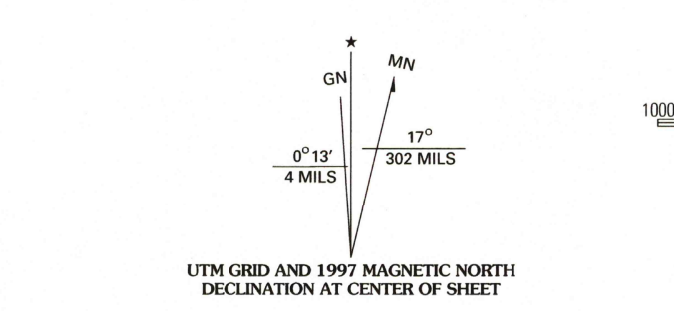 ★
GN
MN
17°
302 MILS
0° 13′
4 MILS
1000
UTM GRID AND 1997 MAGNETIC NORTH
DECLINATION AT CENTER OF SHEET